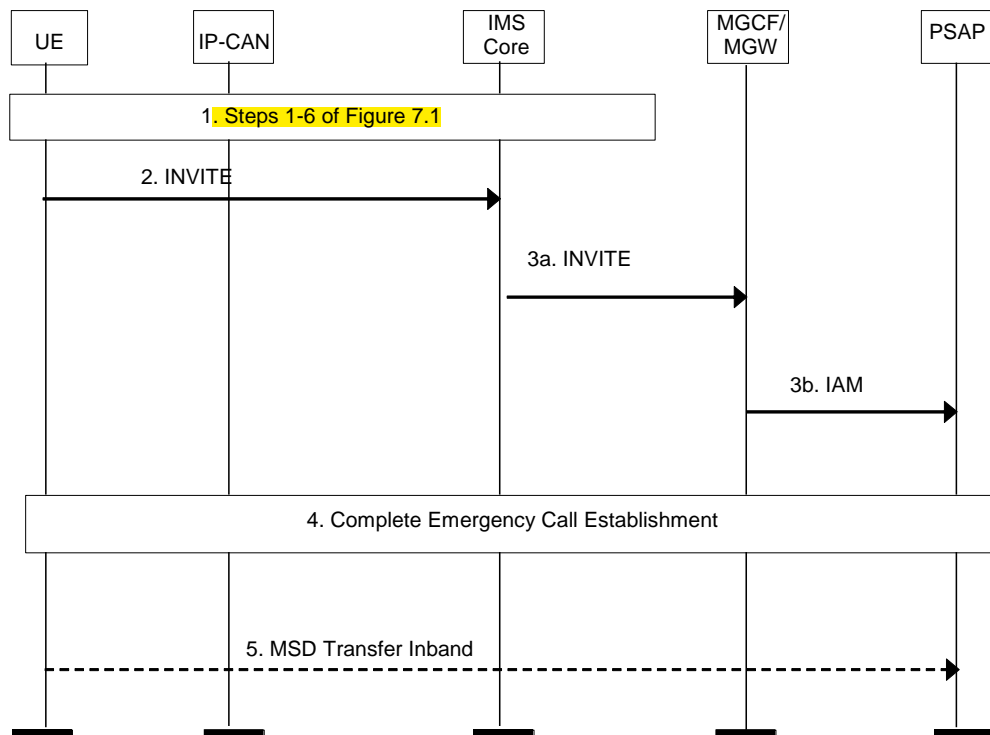 UE
IP-CAN
IMS
Core
MGCF/
MGW
PSAP
1. Steps 1-6 of Figure 7.1
2. INVITE
3a. INVITE
3b. IAM
4. Complete Emergency Call Establishment
5. MSD Transfer Inband